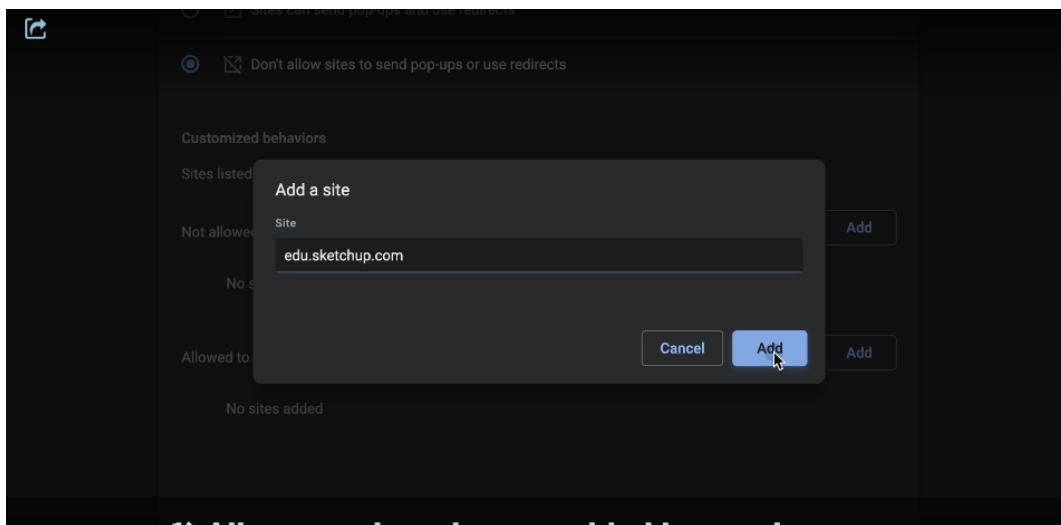 Sites can send pop-ups and use redirects
Don't allow sites to send pop-ups or use redirects
Customized behaviors
Sites listed
Add a site
Site
Not allowe
Add
edu.sketchup.com
No s
Cancel
Add
Allowed to
Add
No sites added